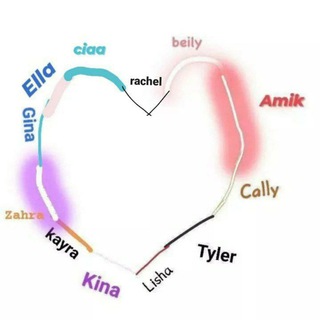 ciaa
beily
Ella
rachel
Amik
Gina
Cally
Zahra
kayra
Tyler
Kina
Lisha